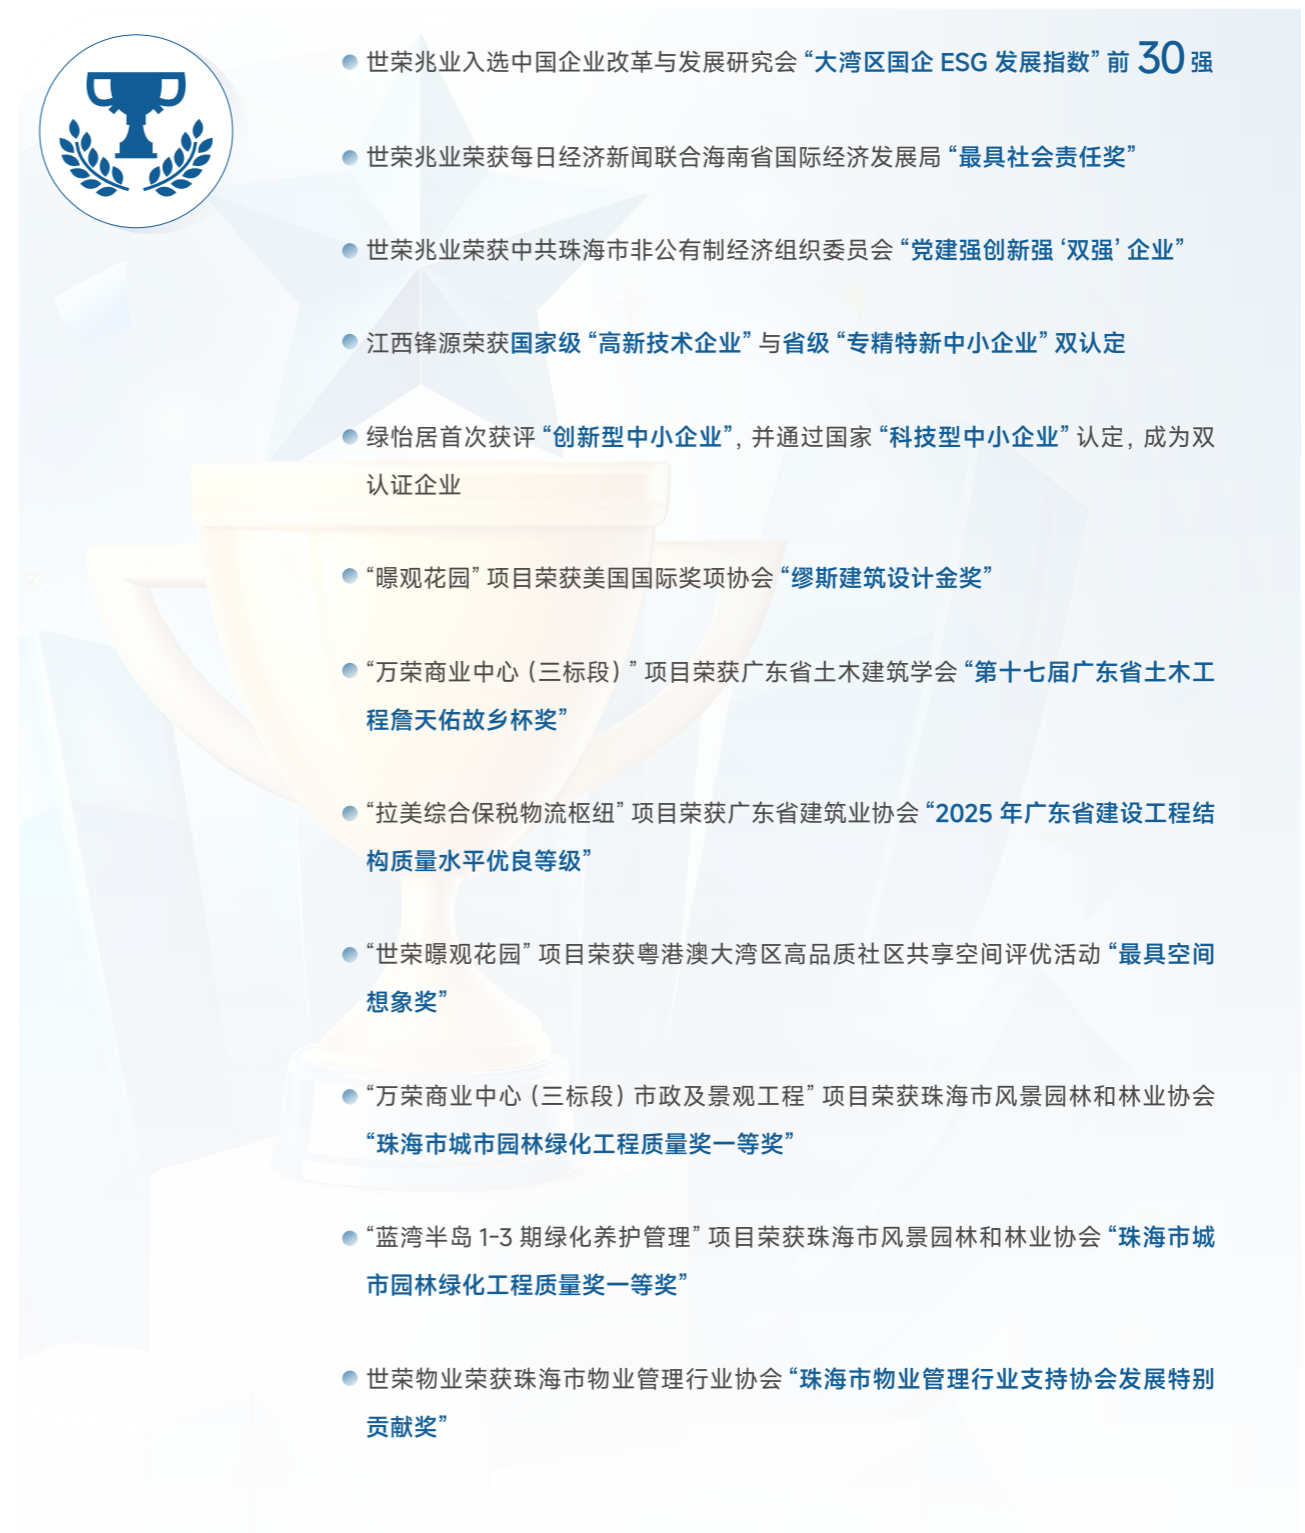 世荣兆业入选中国企业改革与发展研究会“大湾区国企 ESG 发展指数”前 30 强
世荣兆业荣获每日经济新闻联合海南省国际经济发展局“最具社会责任奖”
世荣兆业荣获中共珠海市非公有制经济组织委员会“党建强创新强‘双强’企业”
江西锋源荣获国家级“高新技术企业”与省级“专精特新中小企业”双认定
绿怡居首次获评“创新型中小企业”, 并通过国家“科技型中小企业”认定, 成为双
认证企业
“暻观花园”项目荣获美国国际奖项协会“缪斯建筑设计金奖”
“万荣商业中心（三标段）”项目荣获广东省土木建筑学会“第十七届广东省土木工
程詹天佑故乡杯奖”
“拉美综合保税物流枢纽”项目荣获广东省建筑业协会“2025 年广东省建设工程结
构质量水平优良等级”
“世荣暻观花园”项目荣获粤港澳大湾区高品质社区共享空间评优活动“最具空间
想象奖”
“万荣商业中心（三标段）市政及景观工程”项目荣获珠海市风景园林和林业协会
“珠海市城市园林绿化工程质量奖一等奖”
“蓝湾半岛 1-3 期绿化养护管理”项目荣获珠海市风景园林和林业协会“珠海市城
市园林绿化工程质量奖一等奖”
世荣物业荣获珠海市物业管理行业协会“珠海市物业管理行业支持协会发展特别
贡献奖”